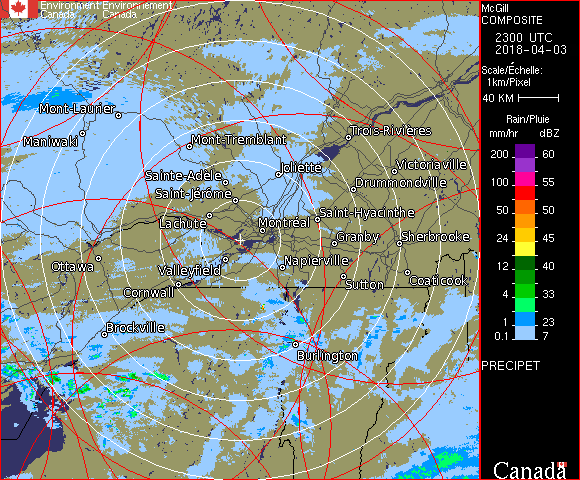 Environment Environnement
Canada Canada
McGill
COMPOSITE
2300 UTC
2018-04-03
Scale/Échelle:
1km/Pixel
40 KM
Rain/Pluie
mm/hr dBZ
200 60
150 57
100 55
50 50
24 45
12 40
4 33
1 23
0.1 7
PRECIPET
Canada
Mont-Laurier
Maniwaki
Mont-Tremblant
Trois-Rivières
Joliette
Victoriaville
Sainte-Adèle
Drummondville
Saint-Jérôme
Saint-Hyacinthe
Lachute
Montréal
Granby
Sherbrooke
Ottawa
Valleyfield
Napierville
Cornwall
Sutton
Coaticook
Brockville
Burlington